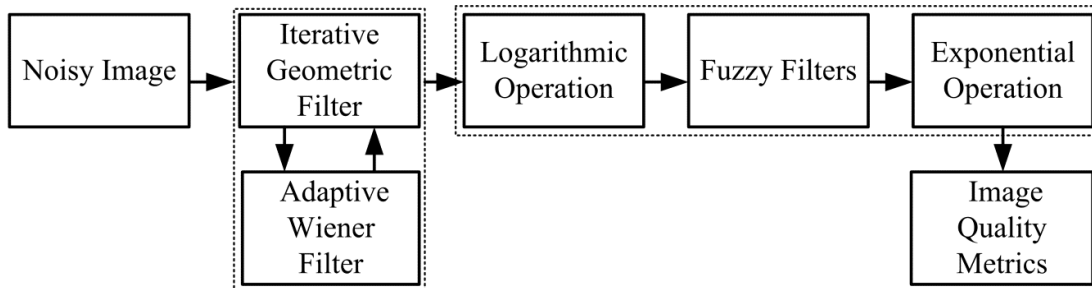 Noisy Image
Iterative
Geometric
Filter
Adaptive
Wiener
Filter
Logarithmic
Operation
Fuzzy Filters
Exponential
Operation
Image
Quality
Metrics